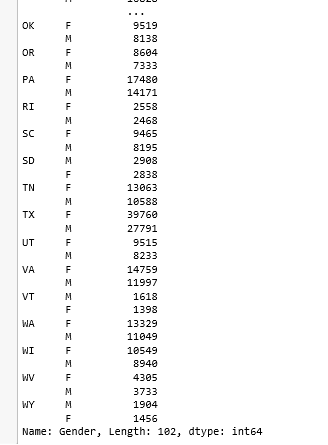 ...
OK F 9519
M 8138
OR F 8604
M 7333
PA F 17480
M 14171
RI F 2558
M 2468
SC F 9465
M 8195
SD M 2908
F 2838
TN F 13063
M 10588
TX F 39760
M 27791
UT F 9515
M 8233
VA F 14759
M 11997
VT M 1618
F 1398
WA F 13329
M 11049
WI F 10549
M 8940
WV F 4305
M 3733
WY M 1904
F 1456
Name: Gender, Length: 102, dtype: int64